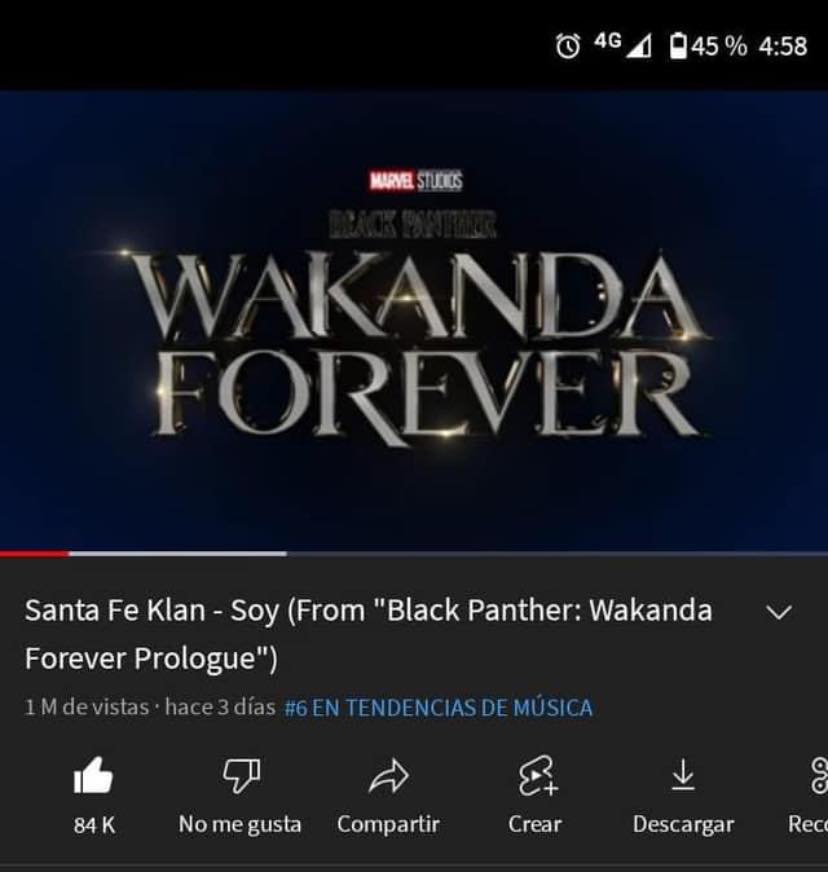 4G 45 % 4:58
MARVEL STUDIOS
BLACK PANTHER
WAKANDA
FOREVER
Santa Fe Klan - Soy (From "Black Panther: Wakanda
Forever Prologue")
1 M de vistas · hace 3 días #6 EN TENDENCIAS DE MÚSICA
84 K No me gusta Compartir Crear Descargar